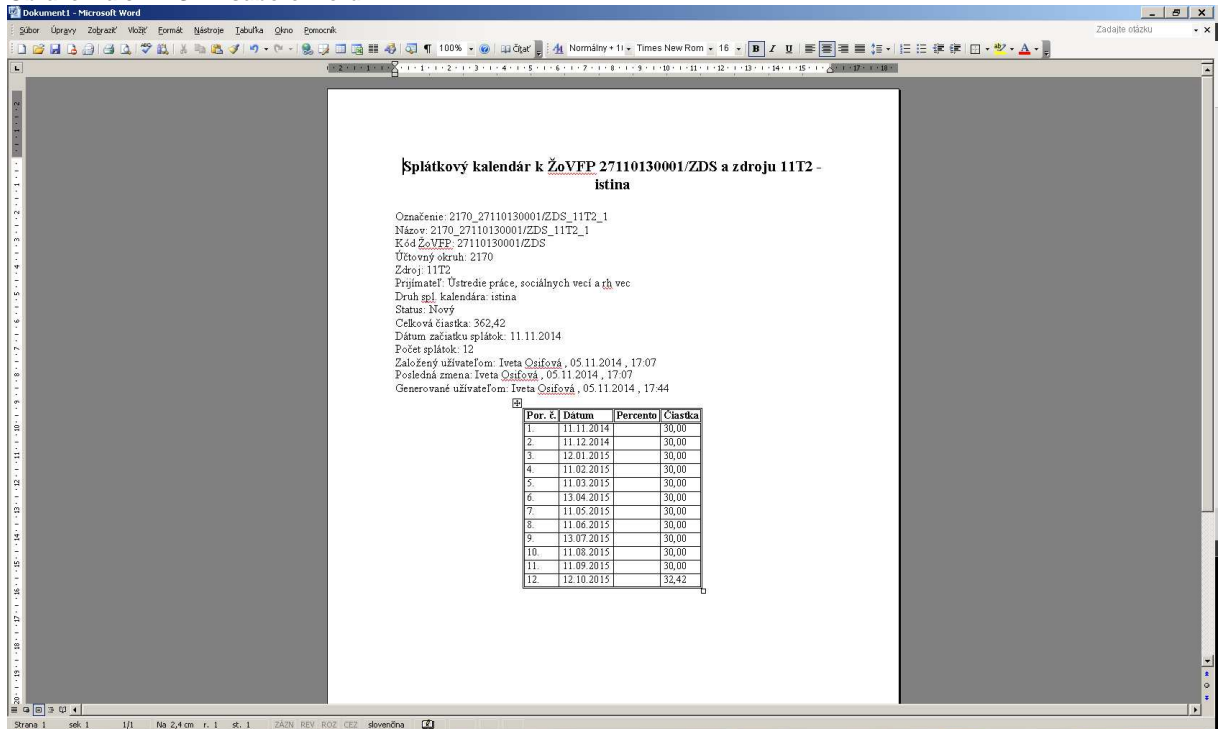 Dokument1 - Microsoft Word
Súbor Úpravy Zobraziť Vložiť Formát Nástroje Tabuľka Okno Pomocník Zadajte otázku
100% Čítať Normálny + 1 Times New Rom 16 B I U
Splátkový kalendár k ŽoVFP 27110130001/ZDS a zdroju 11T2 -
istina
Označenie: 2170_27110130001/ZDS_11T2_1
Názov: 2170_27110130001/ZDS_11T2_1
Kód ŽoVFP: 27110130001/ZDS
Účtovný okruh: 2170
Zdroj: 11T2
Prijímateľ: Ústredie práce, sociálnych vecí a rh vec
Druh spl. kalendára: istina
Status: Nový
Celková čiastka: 362,42
Dátum začiatku splátok: 11.11.2014
Počet splátok: 12
Založený užívateľom: Iveta Osifová , 05.11.2014 , 17:07
Posledná zmena: Iveta Osifová , 05.11.2014 , 17:07
Generované užívateľom: Iveta Osifová , 05.11.2014 , 17:44
Por. č. Dátum Percento Čiastka
1. 11.11.2014 30,00
2. 11.12.2014 30,00
3. 12.01.2015 30,00
4. 11.02.2015 30,00
5. 11.03.2015 30,00
6. 13.04.2015 30,00
7. 11.05.2015 30,00
8. 11.06.2015 30,00
9. 13.07.2015 30,00
10. 11.08.2015 30,00
11. 11.09.2015 30,00
12. 12.10.2015 32,42
Strana 1 sek 1 1/1 Na 2,4 cm r. 1 st. 1 ZÁZN REV ROZ CEZ slovenčina